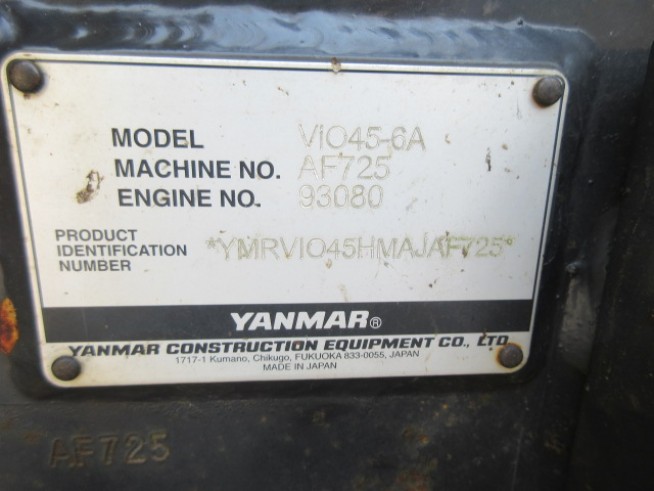 MODEL VIO45-6A
MACHINE NO. AF725
ENGINE NO. 93080
PRODUCT
IDENTIFICATION
NUMBER
*YMRVIO45HMAJAF725*
YANMAR®
YANMAR CONSTRUCTION EQUIPMENT CO., LTD.
1717-1 Kumano, Chikugo, FUKUOKA 833-0055, JAPAN
MADE IN JAPAN
AF725